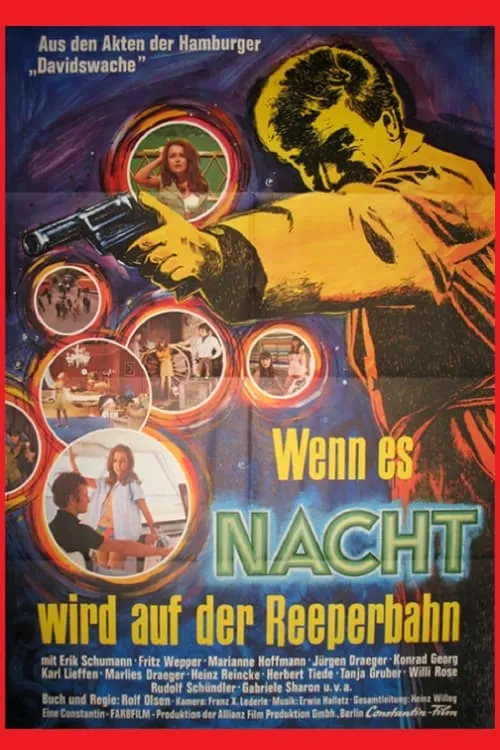 Aus den Akten der Hamburger
„Davidswache”
Wenn es
NACHT
wird auf der Reeperbahn
mit Erik Schumann · Fritz Wepper · Marianne Hoffmann · Jürgen Draeger · Konrad Georg
Karl Lieffen · Marlies Draeger · Heinz Reincke · Herbert Tiede · Tanja Gruber · Willi Rose
Rudolf Schündler · Gabriele Sharon u.v.a.
Buch und Regie: Rolf Olsen · Kamera: Franz X. Lederle · Musik: Erwin Halletz · Gesamtleitung: Heinz Willeg
Eine Constantin-FARBFILM · Produktion der Allianz Film Produktion GmbH., Berlin Constantin-Film